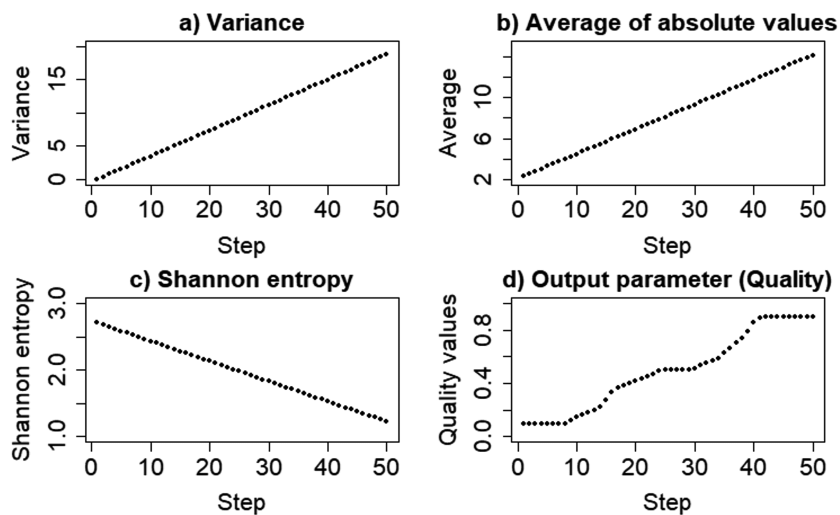 a) Variance
Variance
15
5
0
0 10 20 30 40 50
Step
b) Average of absolute values
Average
10
6
2
0 10 20 30 40 50
Step
c) Shannon entropy
Shannon entropy
3.0
2.0
1.0
0 10 20 30 40 50
Step
d) Output parameter (Quality)
Quality values
0.8
0.4
0.0
0 10 20 30 40 50
Step